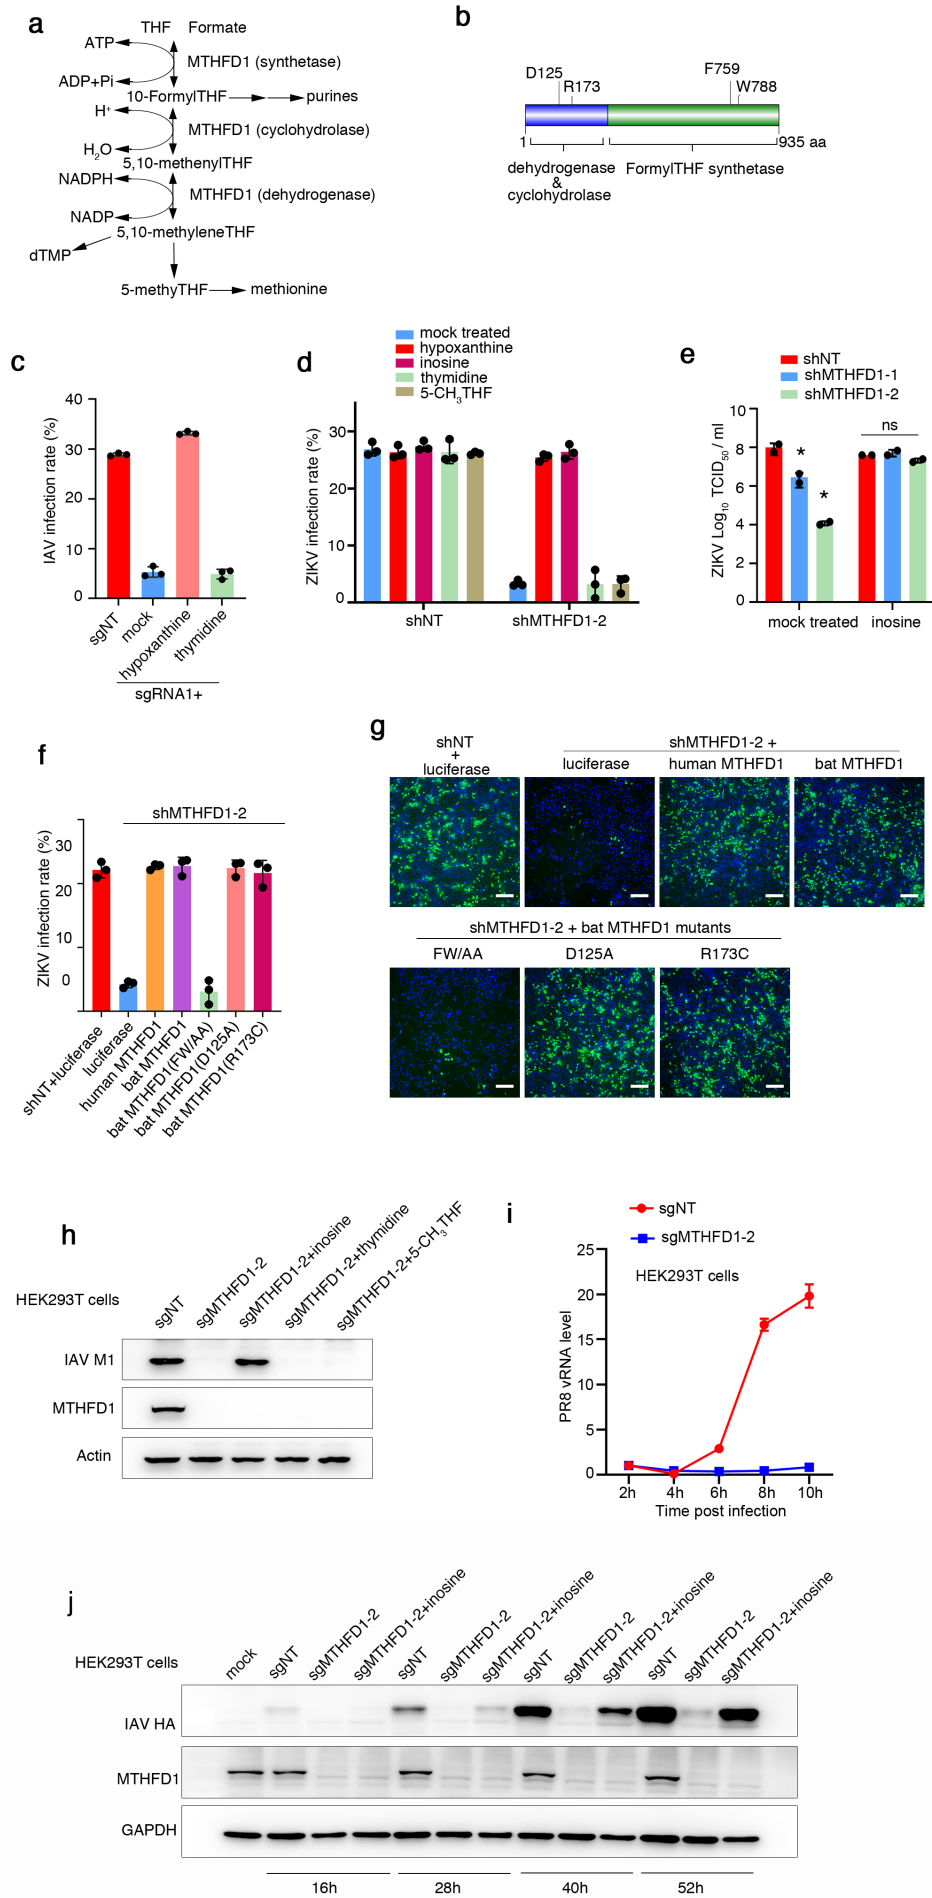 a
THF Formate
ATP
MTHFD1 (synthetase)
ADP+Pi
10-FormylTHF purines
H+
MTHFD1 (cyclohydrolase)
H2O
5,10-methenylTHF
NADPH
MTHFD1 (dehydrogenase)
NADP
5,10-methyleneTHF
dTMP
5-methyTHF methionine
b
D125
R173
F759
W788
1
935 aa
dehydrogenase
&
cyclohydrolase
FormylTHF synthetase
c
IAV infection rate (%)
40
30
20
10
0
sgNT
mock
hypoxanthine
thymidine
sgRNA1+
d
mock treated
hypoxanthine
inosine
thymidine
5-CH3THF
ZIKV infection rate (%)
30
20
10
0
shNT
shMTHFD1-2
e
shNT
shMTHFD1-1
shMTHFD1-2
ZIKV Log10 TCID50 / ml
10
8
6
4
2
0
*
*
ns
mock treated
inosine
f
shMTHFD1-2
ZIKV infection rate (%)
30
20
10
0
shNT+luciferase
luciferase
human MTHFD1
bat MTHFD1
bat MTHFD1(FW/AA)
bat MTHFD1(D125A)
bat MTHFD1(R173C)
g
shNT
+
luciferase
shMTHFD1-2 +
luciferase
human MTHFD1
bat MTHFD1
shMTHFD1-2 + bat MTHFD1 mutants
FW/AA
D125A
R173C
h
HEK293T cells
sgNT
sgMTHFD1-2
sgMTHFD1-2+inosine
sgMTHFD1-2+thymidine
sgMTHFD1-2+5-CH3THF
IAV M1
MTHFD1
Actin
i
sgNT
sgMTHFD1-2
HEK293T cells
PR8 vRNA level
25
20
15
10
5
0
2h
4h
6h
8h
10h
Time post infection
j
HEK293T cells
mock
sgNT
sgMTHFD1-2
sgMTHFD1-2+inosine
sgNT
sgMTHFD1-2
sgMTHFD1-2+inosine
sgNT
sgMTHFD1-2
sgMTHFD1-2+inosine
sgNT
sgMTHFD1-2
sgMTHFD1-2+inosine
IAV HA
MTHFD1
GAPDH
16h
28h
40h
52h